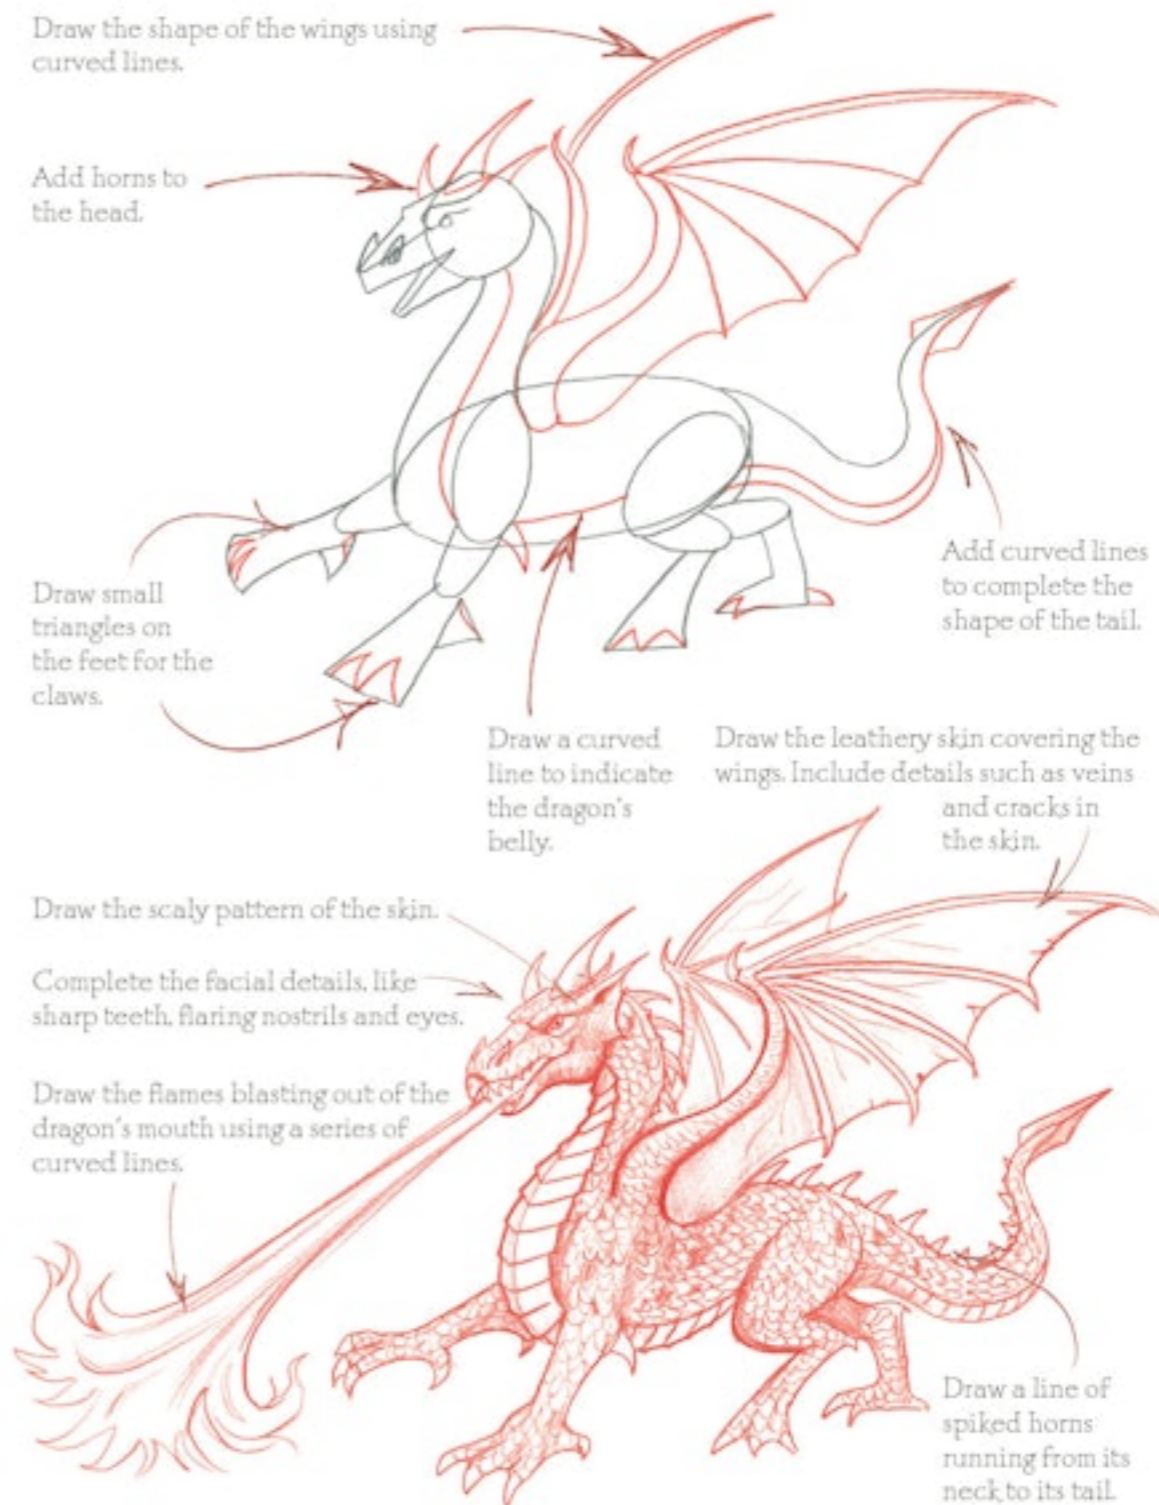 Draw the shape of the wings using
curved lines.
Add horns to
the head.
Draw small
triangles on
the feet for the
claws.
Add curved lines
to complete the
shape of the tail.
Draw a curved
line to indicate
the dragon's
belly.
Draw the leathery skin covering the
wings. Include details such as veins
and cracks in
the skin.
Draw the scaly pattern of the skin.
Complete the facial details, like
sharp teeth, flaring nostrils and eyes.
Draw the flames blasting out of the
dragon's mouth using a series of
curved lines.
Draw a line of
spiked horns
running from its
neck to its tail.